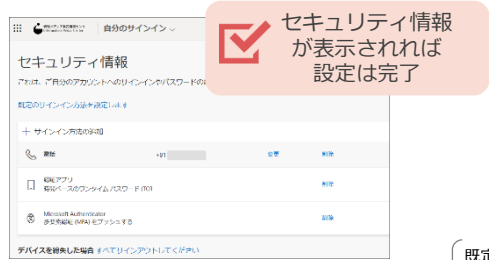 自分のサインイン
セキュリティ情報
が表示されれば
設定は完了
セキュリティ情報
これは、ご自分のアカウントへのサインインやパスワードの
既定のサインイン方法を設定します
サインイン方法の追加
電話
+81
変更
削除
認証アプリ
時間ベースのワンタイム パスワード (TO
削除
Microsoft Authenticator
多要素認証 (MFA) をプッシュする
削除
デバイスを紛失した場合 すべてサインアウトしてください
既定